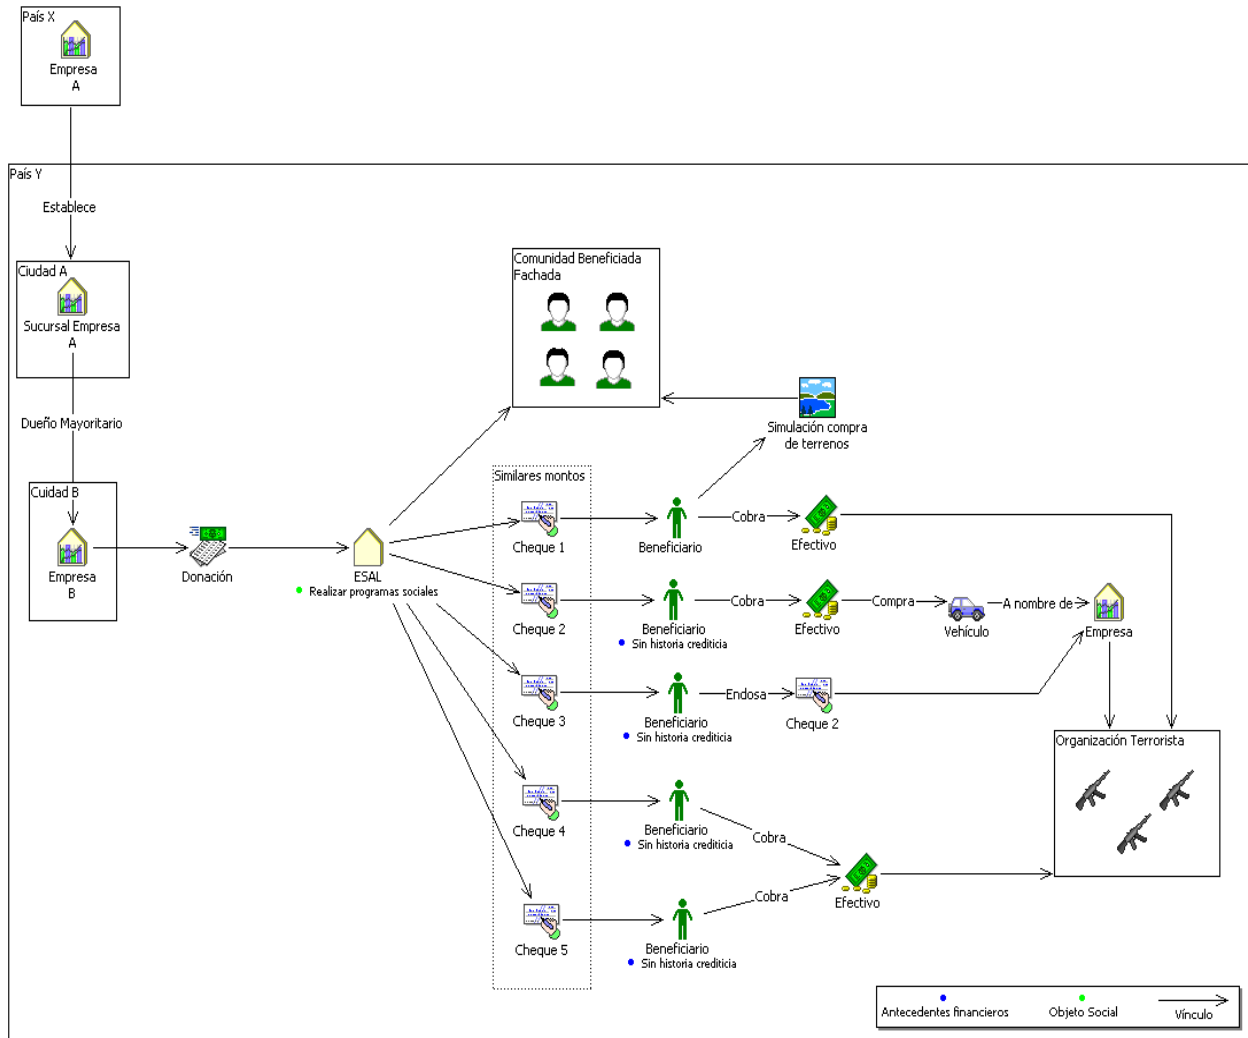 País X
Empresa
A
País Y
Establece
Ciudad A
Sucursal Empresa
A
Dueño Mayoritario
Cuidad B
Empresa
B
Donación
ESAL
Realizar programas sociales
Comunidad Beneficiada
Fachada
Simulación compra
de terrenos
Similares montos
Cheque 1
Beneficiario
Cobra
Efectivo
Cheque 2
Beneficiario
Sin historia crediticia
Cobra
Efectivo
Compra
Vehículo
A nombre de
Empresa
Cheque 3
Beneficiario
Sin historia crediticia
Endosa
Cheque 2
Organización Terrorista
Cheque 4
Beneficiario
Sin historia crediticia
Cobra
Efectivo
Cheque 5
Beneficiario
Sin historia crediticia
Cobra
Antecedentes financieros
Objeto Social
Vínculo